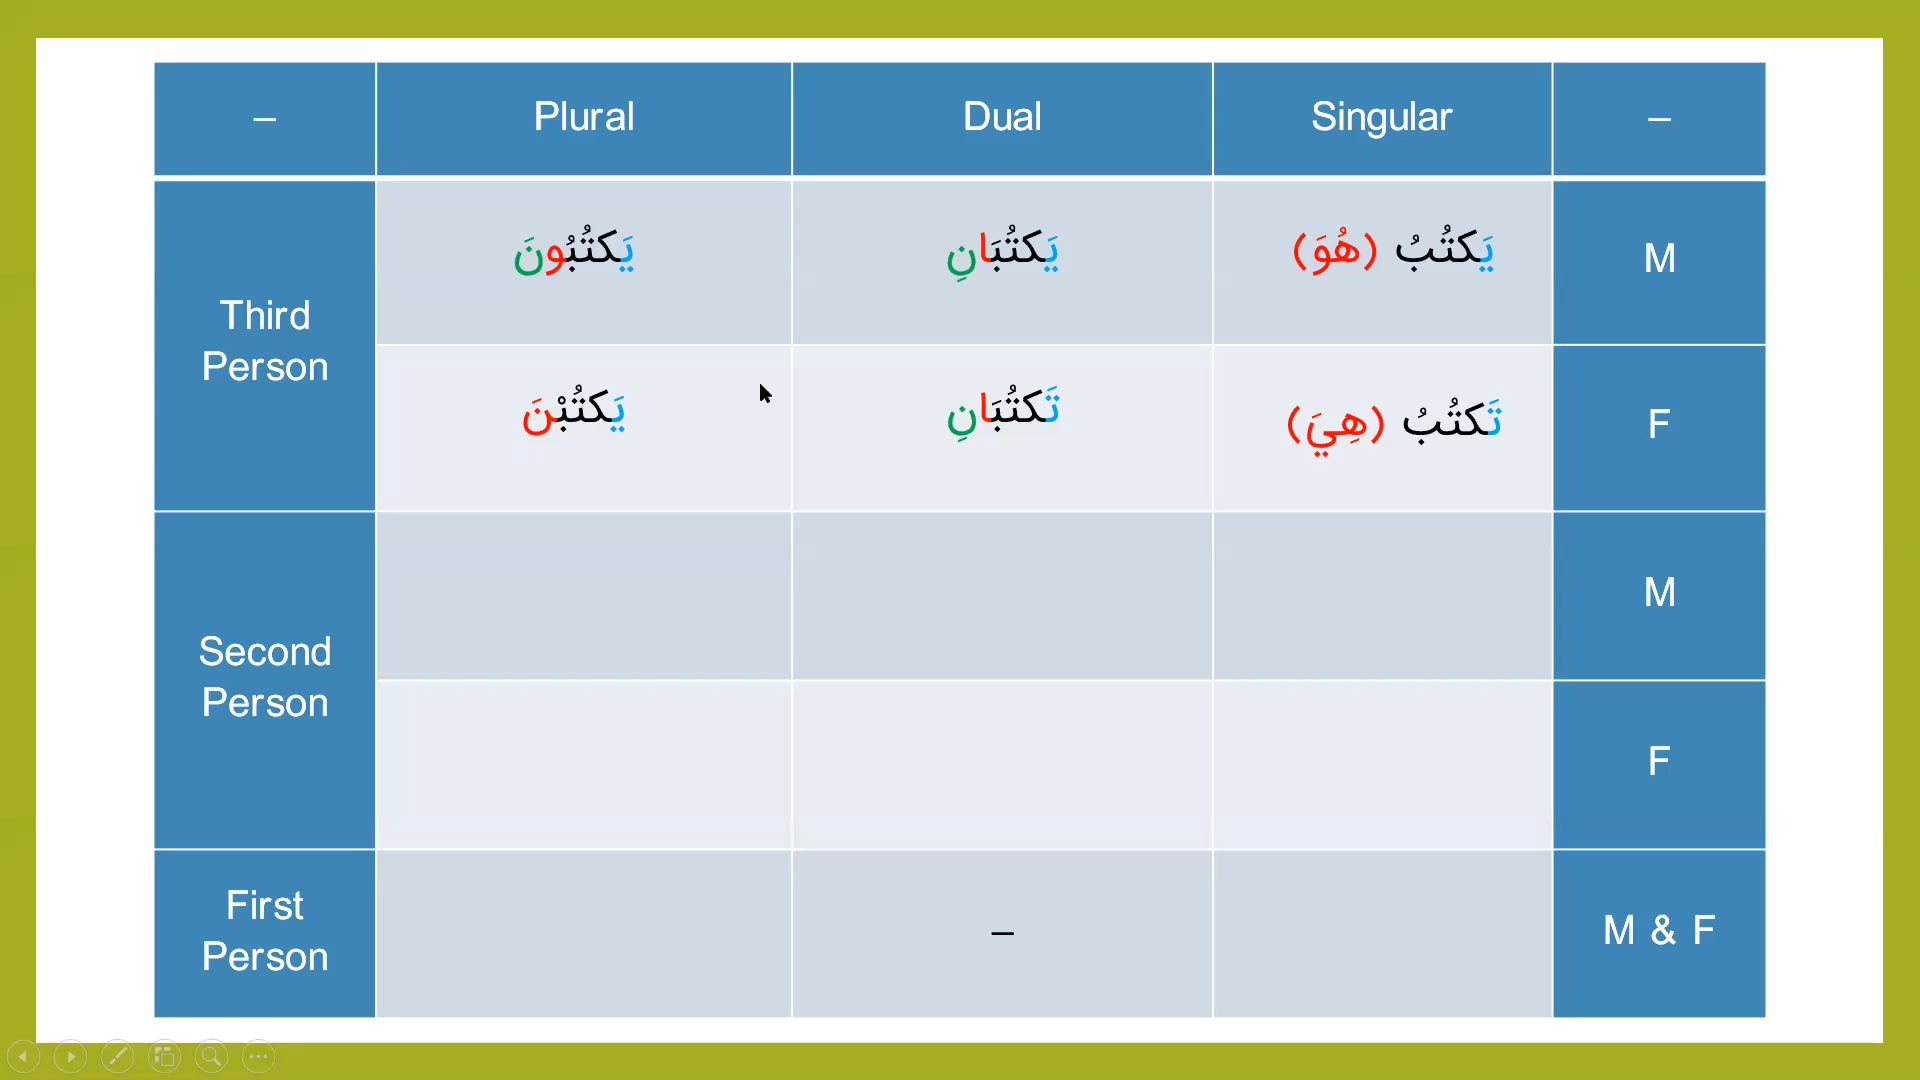 – Plural Dual Singular –
Third Person
يَكتُبُونَ يَكتُبَانِ يَكتُبُ (هُوَ) M
يَكتُبْنَ تَكتُبَانِ تَكتُبُ (هِيَ) F
Second Person
M
F
First Person
– M & F